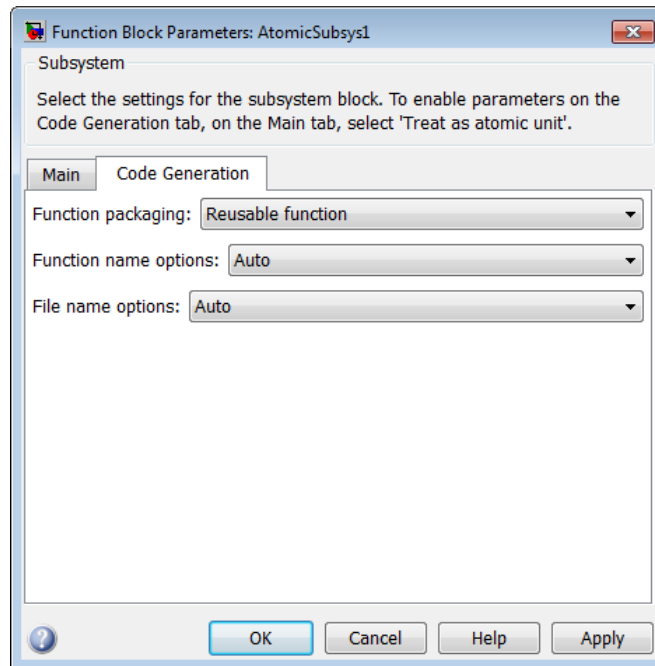 Function Block Parameters: AtomicSubsys1
Subsystem
Select the settings for the subsystem block. To enable parameters on the
Code Generation tab, on the Main tab, select 'Treat as atomic unit'.
Main Code Generation
Function packaging: Reusable function
Function name options: Auto
File name options: Auto
? OK Cancel Help Apply